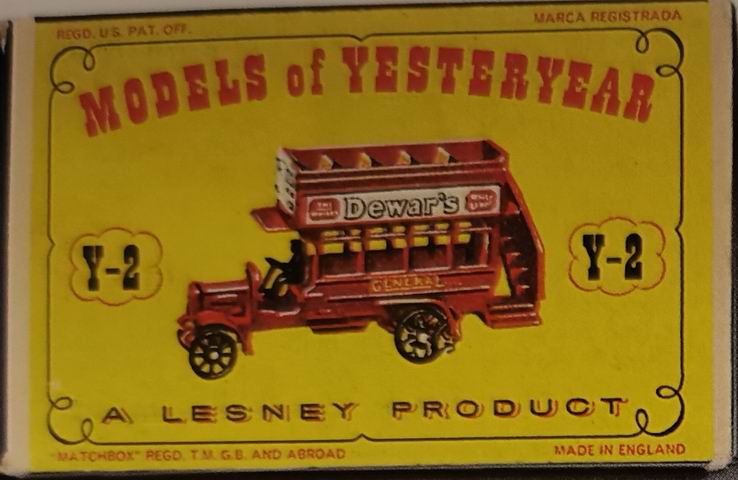 REGD. U.S. PAT. OFF.
MARCA REGISTRADA
MODELS of YESTERYEAR
Dewar's
Y-2
Y-2
GENERAL
A LESNEY PRODUCT
"MATCHBOX" REGD. T.M. G.B. AND ABROAD
MADE IN ENGLAND